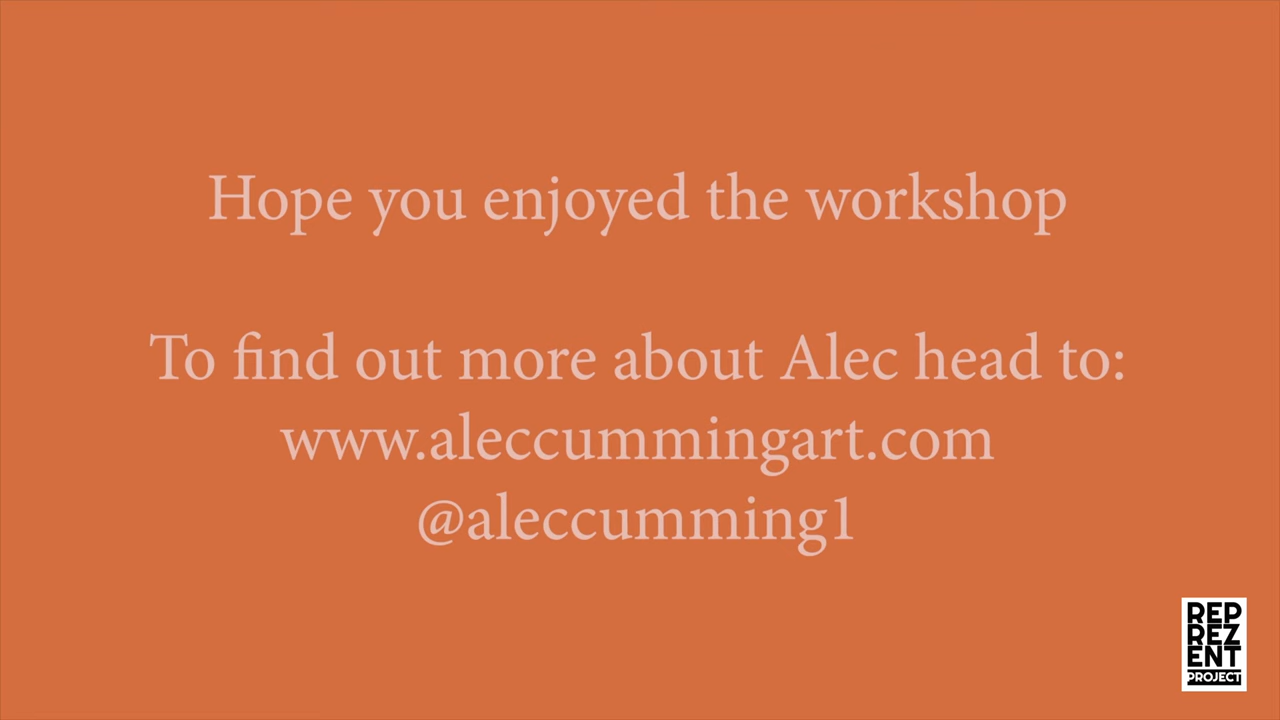 Hope you enjoyed the workshop
To find out more about Alec head to:
www.aleccummingart.com
@aleccumming1
REP
REZ
ENT
PROJECT